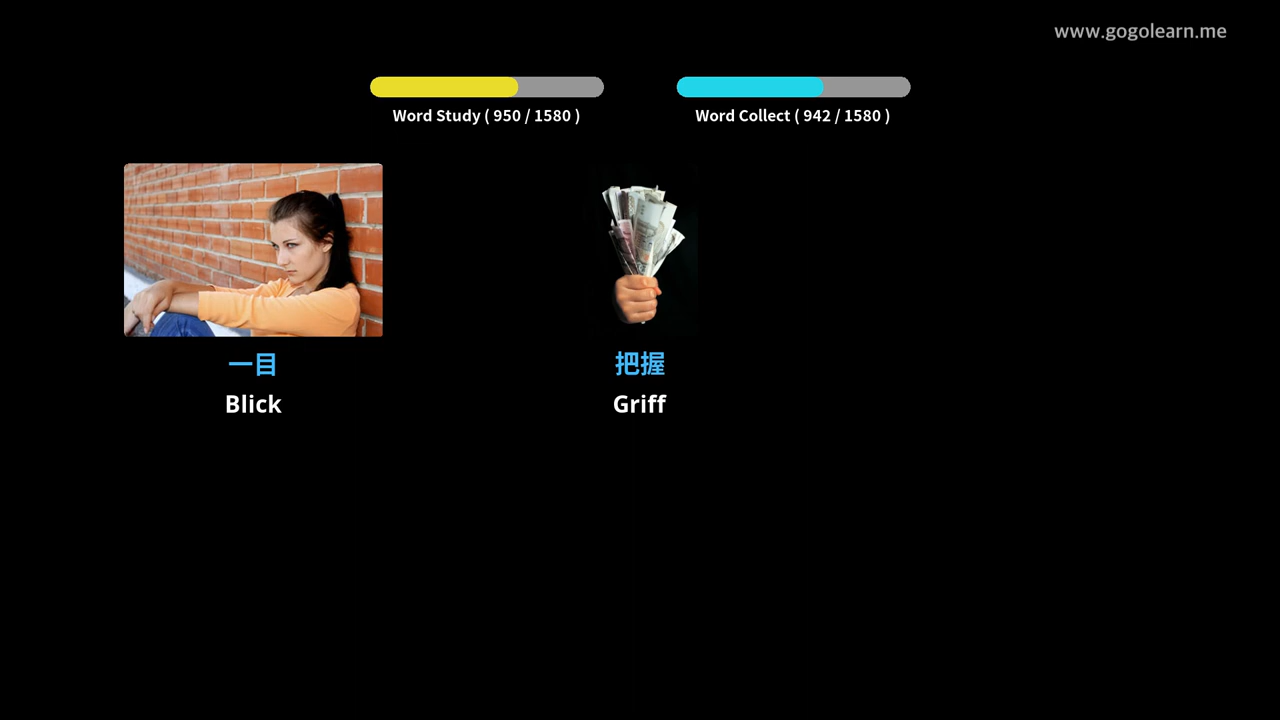 www.gogolearn.me
Word Study ( 950 / 1580 )
Word Collect ( 942 / 1580 )
一目
Blick
把握
Griff